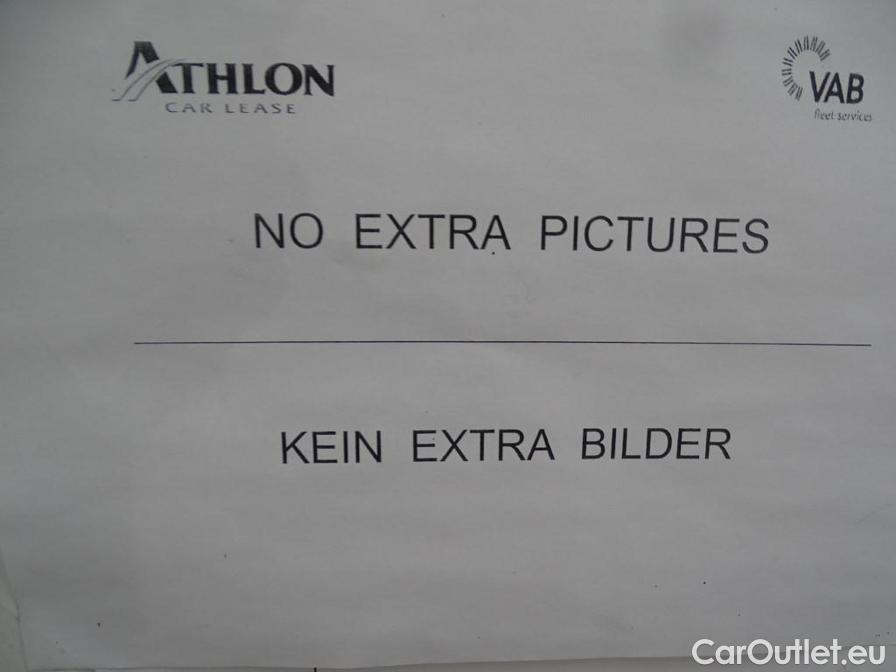 ATHLON
CAR LEASE
VAB
fleet services
NO EXTRA PICTURES
KEIN EXTRA BILDER
CarOutlet.eu